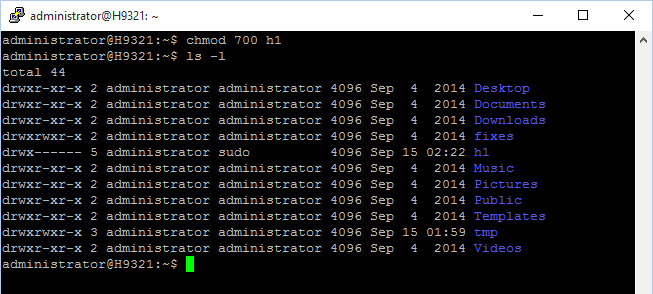 administrator@H9321: ~
administrator@H9321:~$ chmod 700 h1
administrator@H9321:~$ ls -l
total 44
drwxr-xr-x 2 administrator administrator 4096 Sep  4  2014 Desktop
drwxr-xr-x 2 administrator administrator 4096 Sep  4  2014 Documents
drwxr-xr-x 2 administrator administrator 4096 Sep  4  2014 Downloads
drwxrwxr-x 2 administrator administrator 4096 Sep  4  2014 fixes
drwx------ 5 administrator sudo          4096 Sep 15 02:22 h1
drwxr-xr-x 2 administrator administrator 4096 Sep  4  2014 Music
drwxr-xr-x 2 administrator administrator 4096 Sep  4  2014 Pictures
drwxr-xr-x 2 administrator administrator 4096 Sep  4  2014 Public
drwxr-xr-x 2 administrator administrator 4096 Sep  4  2014 Templates
drwxrwxr-x 3 administrator administrator 4096 Sep 15 01:59 tmp
drwxr-xr-x 2 administrator administrator 4096 Sep  4  2014 Videos
administrator@H9321:~$